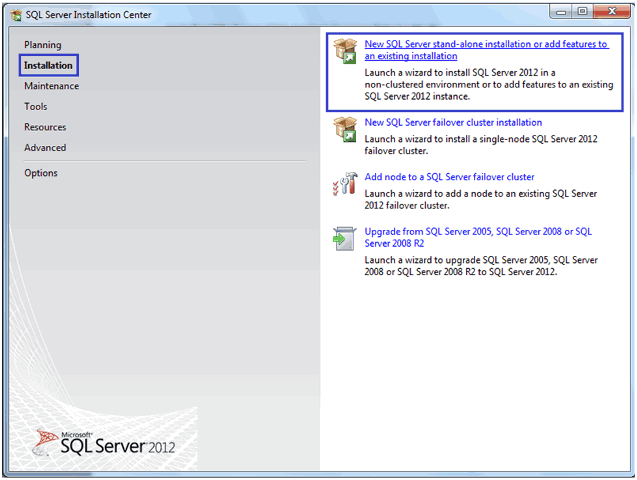 SQL Server Installation Center
Planning
Installation
Maintenance
Tools
Resources
Advanced
Options
New SQL Server stand-alone installation or add features to
an existing installation
Launch a wizard to install SQL Server 2012 in a
non-clustered environment or to add features to an existing
SQL Server 2012 instance.
New SQL Server failover cluster installation
Launch a wizard to install a single-node SQL Server 2012
failover cluster.
Add node to a SQL Server failover cluster
Launch a wizard to add a node to an existing SQL Server
2012 failover cluster.
Upgrade from SQL Server 2005, SQL Server 2008 or SQL
Server 2008 R2
Launch a wizard to upgrade SQL Server 2005, SQL Server
2008 or SQL Server 2008 R2 to SQL Server 2012.
Microsoft®
SQL Server 2012